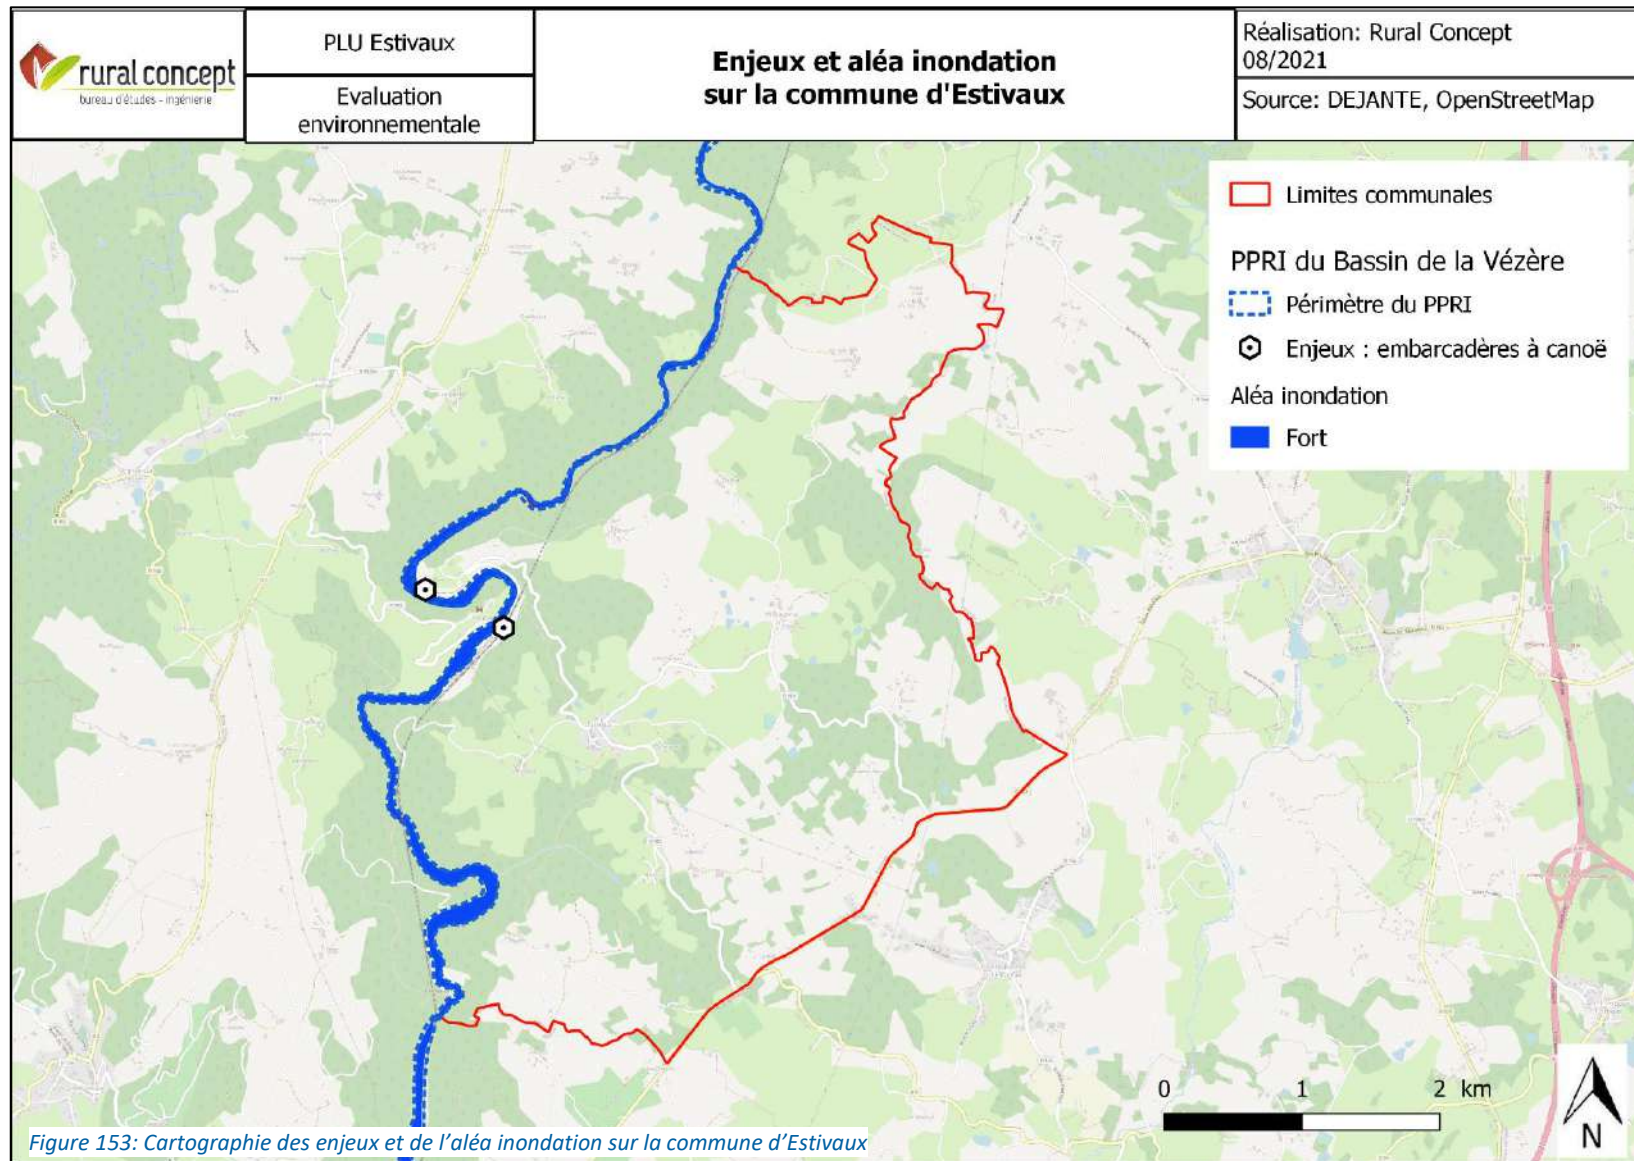 rural concept
bureau d'études - ingénierie
PLU Estivaux
Evaluation
environnementale
Enjeux et aléa inondation
sur la commune d'Estivaux
Réalisation: Rural Concept
08/2021
Source: DEJANTE, OpenStreetMap
Limites communales
PPRI du Bassin de la Vézère
Périmètre du PPRI
Enjeux : embarcadères à canoë
Aléa inondation
Fort
0 1 2 km
N
Figure 153: Cartographie des enjeux et de l'aléa inondation sur la commune d'Estivaux